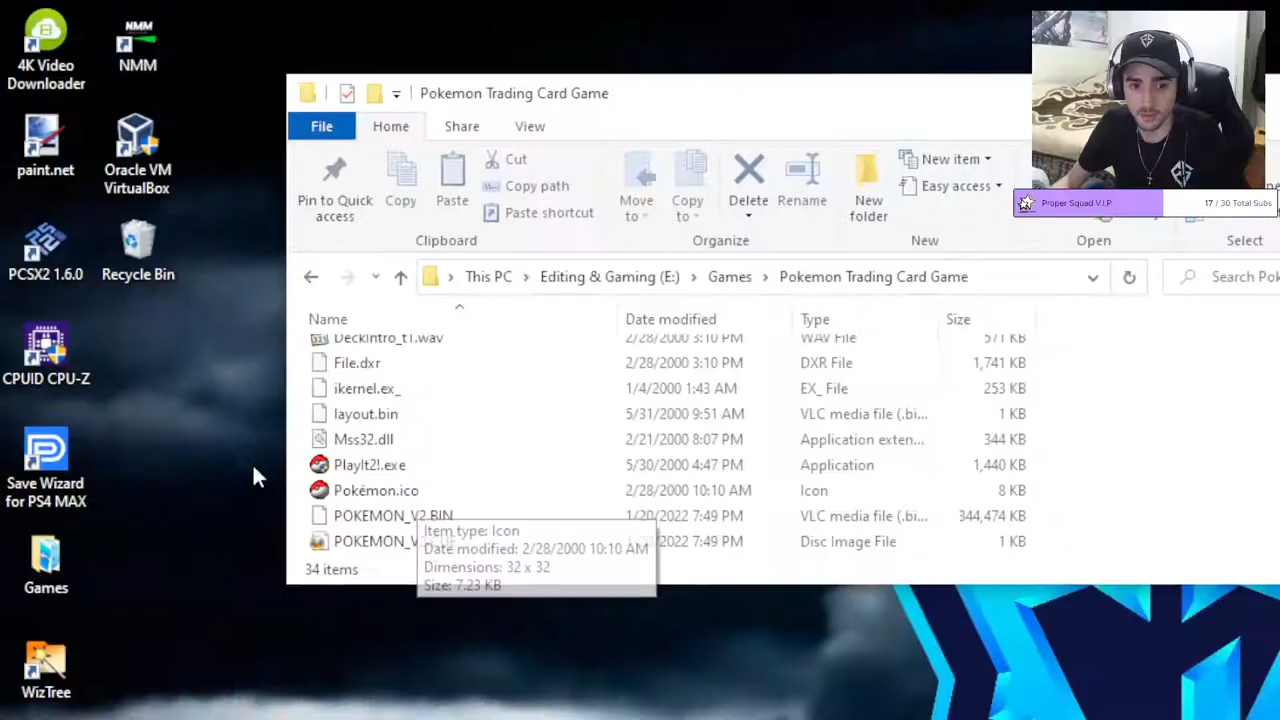 4K Video
Downloader
NMM
NMM
paint.net
Oracle VM
VirtualBox
PCSX2 1.6.0
Recycle Bin
CPUID CPU-Z
Save Wizard
for PS4 MAX
Games
WizTree
Pokemon Trading Card Game
File Home Share View
Pin to Quick
access
Copy
Paste
Cut
Copy path
Paste shortcut
Clipboard
Move
to
Copy
to
Delete
Rename
Organize
New
folder
New item
Easy access
New
Open
Select
Proper Squad V.I.P
17 / 30 Total Subs
This PC > Editing & Gaming (E:) > Games > Pokemon Trading Card Game
Search Pok
Name Date modified Type Size
DeckIntro_t1.wav 2/28/2000 3:10 PM WAV File 571 KB
File.dxr 2/28/2000 3:10 PM DXR File 1,741 KB
ikernel.ex_ 1/4/2000 1:43 AM EX_ File 253 KB
layout.bin 5/31/2000 9:51 AM VLC media file (.bi... 1 KB
Mss32.dll 2/21/2000 8:07 PM Application exten... 344 KB
PlayIt2!.exe 5/30/2000 4:47 PM Application 1,440 KB
Pokémon.ico 2/28/2000 10:10 AM Icon 8 KB
POKEMON_V2.BIN 1/20/2022 7:49 PM VLC media file (.bi... 344,474 KB
POKEMON_V 2022 7:49 PM Disc Image File 1 KB
Item type: Icon
Date modified: 2/28/2000 10:10 AM
Dimensions: 32 x 32
Size: 7.23 KB
34 items